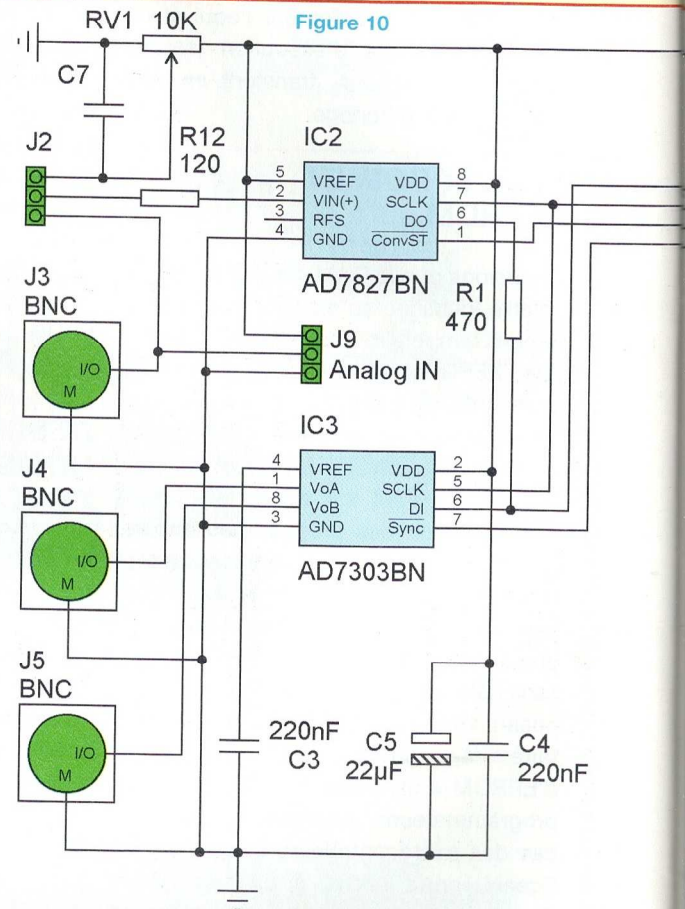 RV1 10K
Figure 10
C7
J2
R12
120
IC2
5 VREF VDD 8
2 VIN(+) SCLK 7
3 RFS DO 6
4 GND ConvST 1
AD7827BN
J3
BNC
I/O
M
R1
470
J9
Analog IN
IC3
4 VREF VDD 2
1 VoA SCLK 5
8 VoB DI 6
3 GND Sync 7
AD7303BN
J4
BNC
I/O
M
J5
BNC
I/O
M
220nF
C3
C5
22µF
C4
220nF